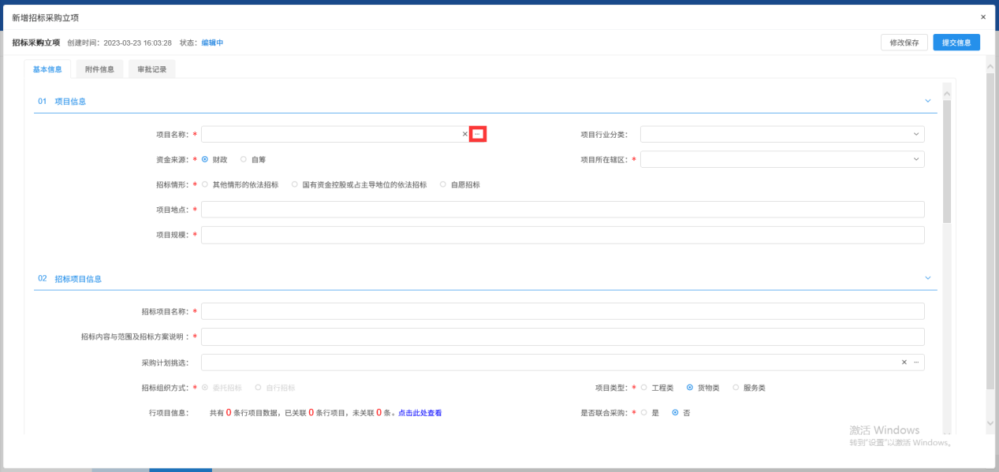 新增招标采购立项 ×
招标采购立项 创建时间：2023-03-23 16:03:28 状态：编辑中 修改保存 提交信息
基本信息 附件信息 审批记录
01 项目信息
项目名称：* × ... 项目行业分类：
资金来源：* 财政 自筹 项目所在辖区：*
招标情形：* 其他情形的依法招标 国有资金控股或占主导地位的依法招标 自愿招标
项目地点：*
项目规模：*
02 招标项目信息
招标项目名称：*
招标内容与范围及招标方案说明：*
采购计划挑选： × ...
招标组织方式：* 委托招标 自行招标 项目类型：* 工程类 货物类 服务类
行项目信息： 共有 0 条行项目数据，已关联 0 条行项目，未关联 0 条。点击此处查看 是否联合采购：* 是 否
激活 Windows
转到"设置"以激活 Windows。